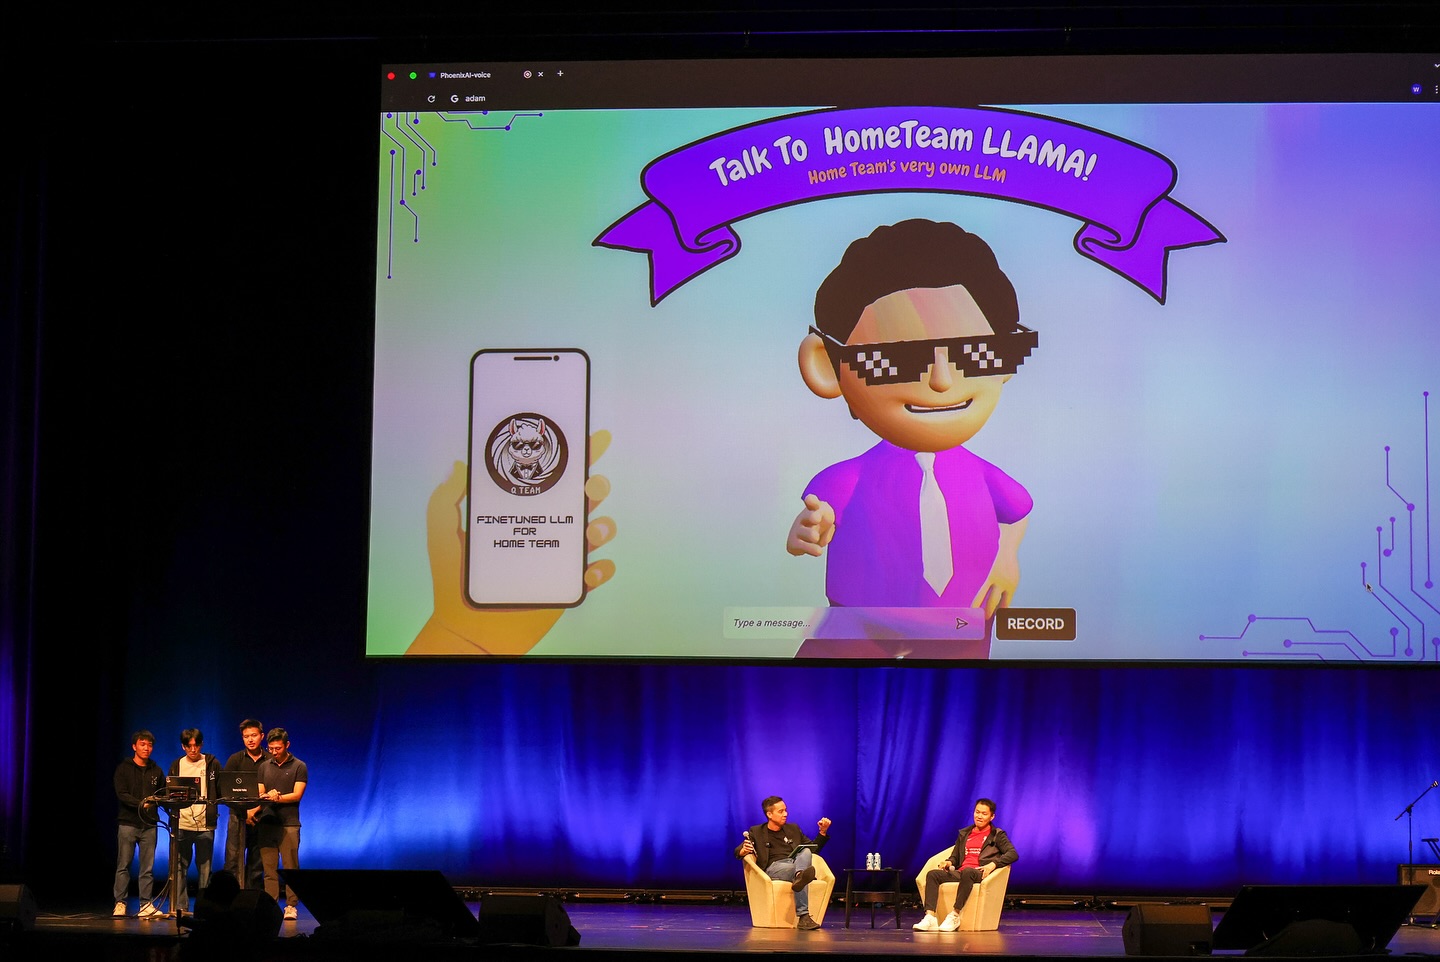 PhoenixAI-voice
adam
Talk To HomeTeam LLAMA!
Home Team's very own LLM
Q TEAM
FINETUNED LLM
FOR
HOME TEAM
Type a message...
RECORD